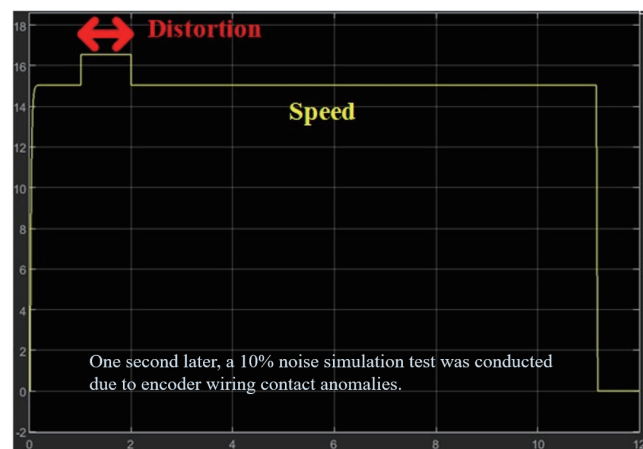 18
Distortion
16
14
Speed
12
10
8
6
4
2
One second later, a 10% noise simulation test was conducted
due to encoder wiring contact anomalies.
0
-2
0 2 4 6 8 10 12